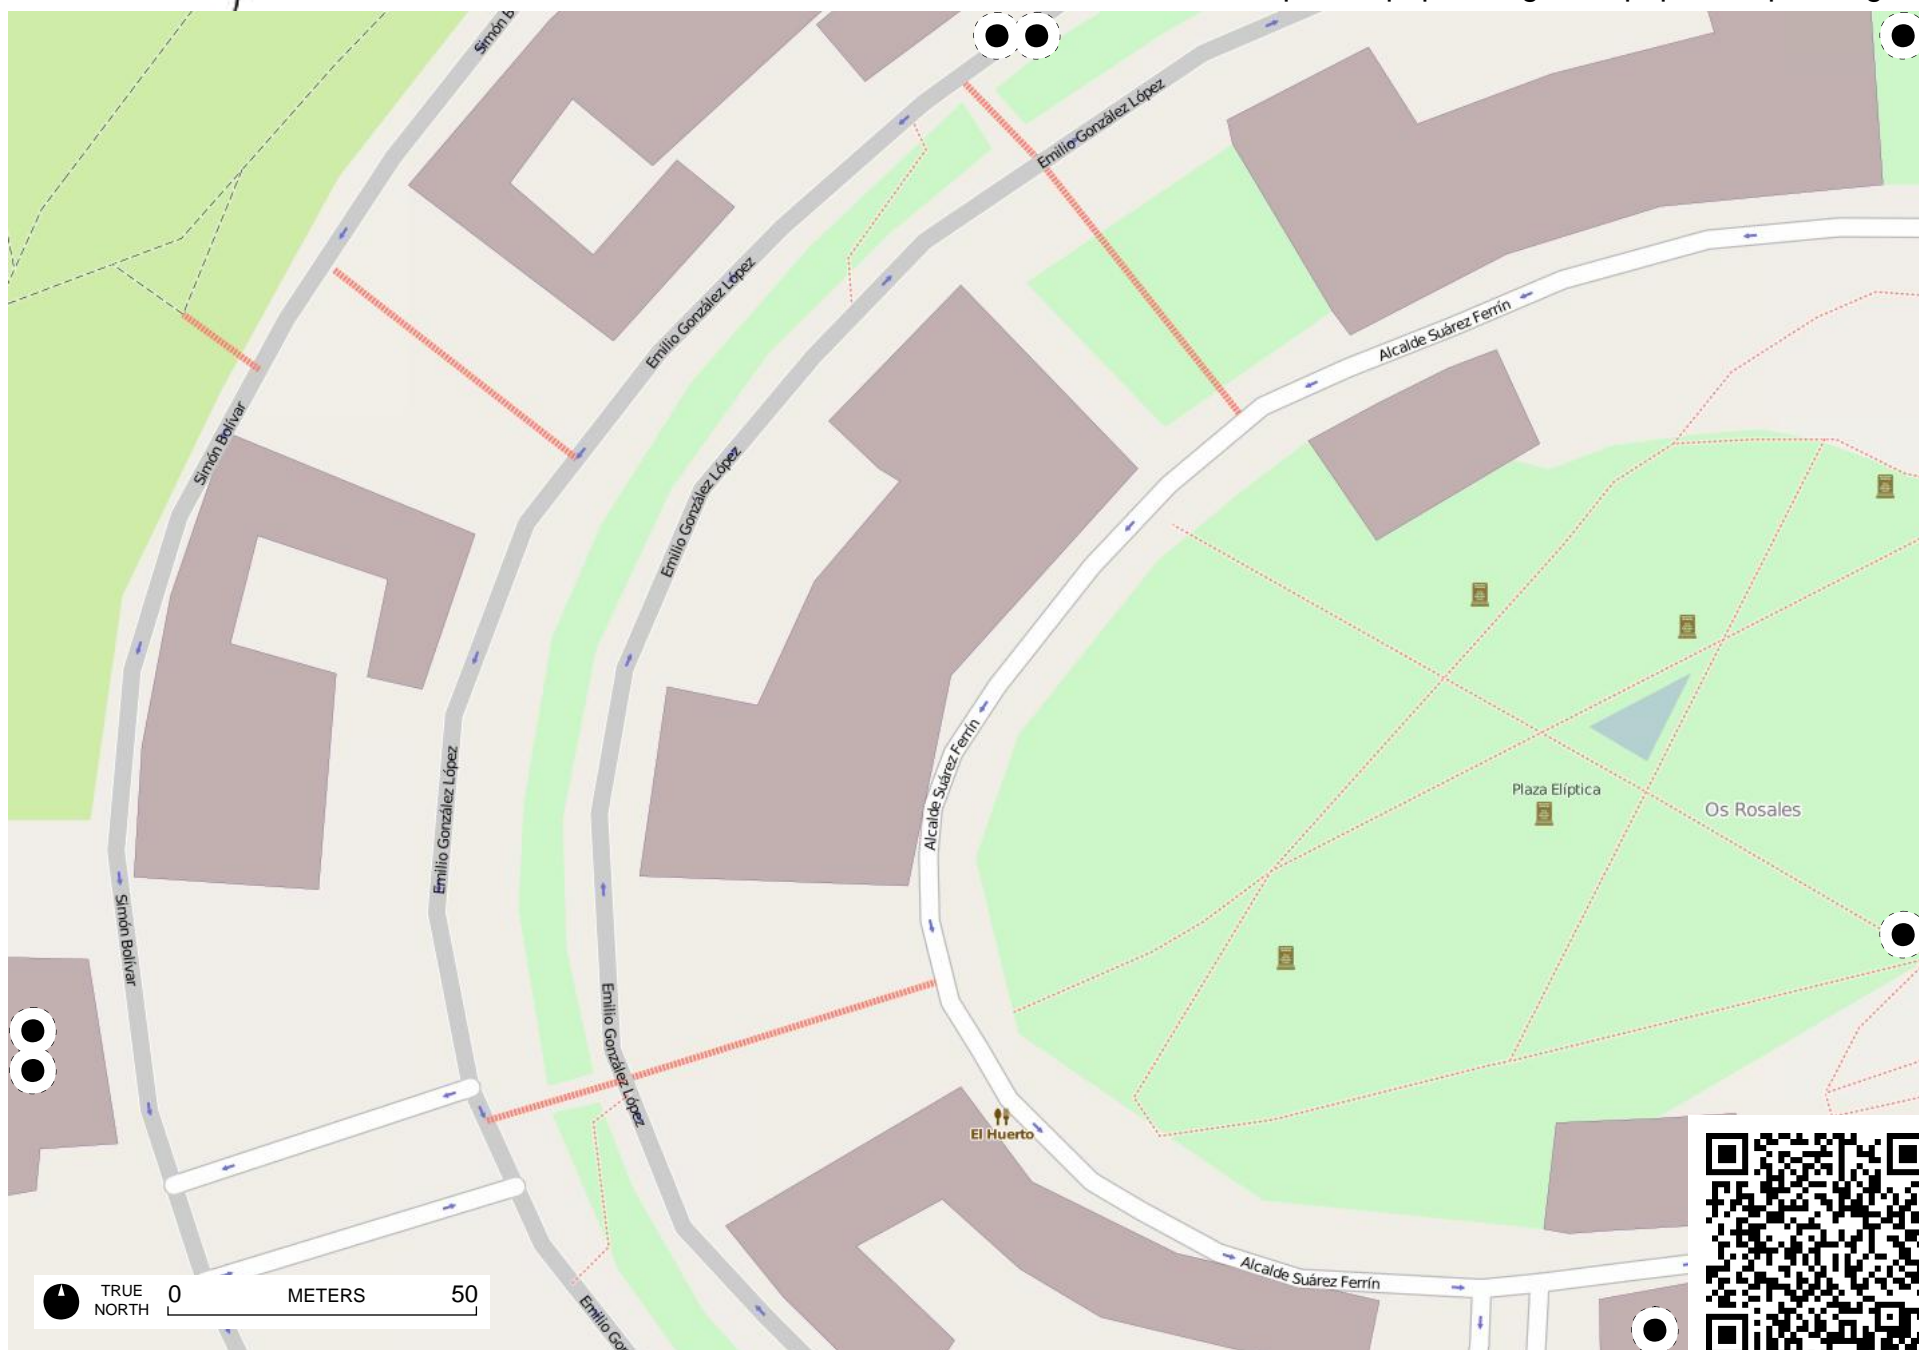 Simón B
Emilio González López
Emilio González López
Alcalde Suárez Ferrín
Simón Bolívar
Emilio González López
Alcalde Suárez Ferrín
Emilio González López
Plaza Elíptica
Os Rosales
Simón Bolívar
Emilio González López
El Huerto
Alcalde Suárez Ferrín
Emilio Gon
TRUE NORTH
0 METERS 50